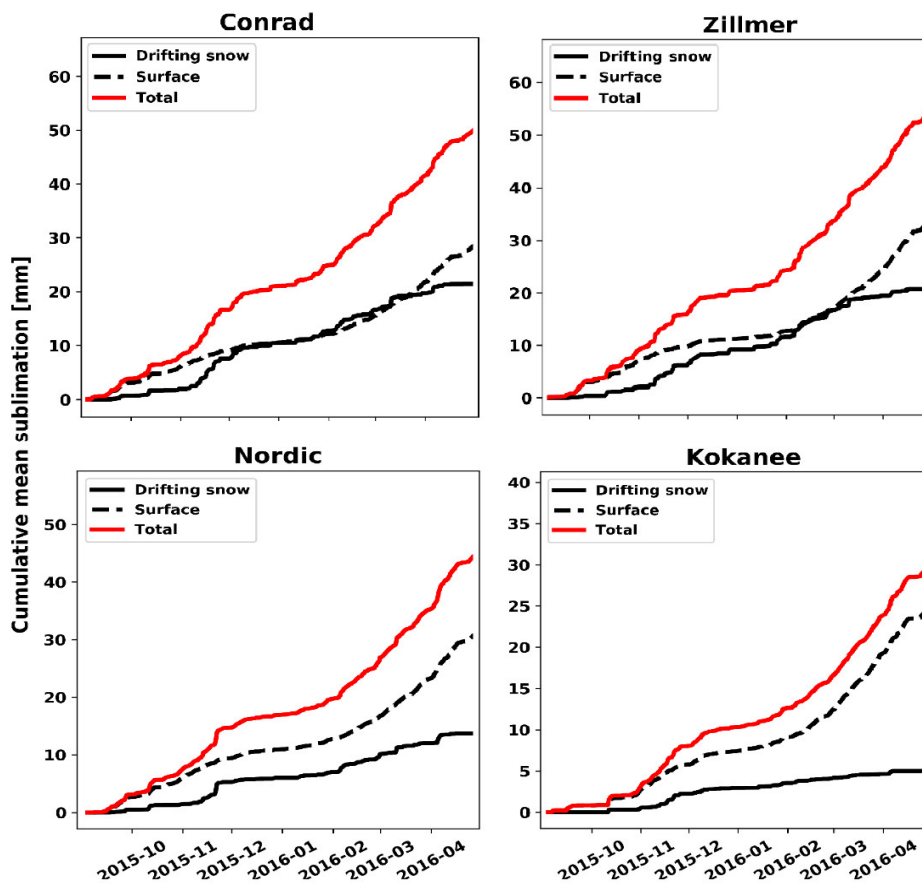 Conrad
Drifting snow
Surface
Total
60
50
40
30
20
10
0
Zillmer
Drifting snow
Surface
Total
60
50
40
30
20
10
0
Cumulative mean sublimation [mm]
Nordic
Drifting snow
Surface
Total
50
40
30
20
10
0
2015-10
2015-11
2015-12
2016-01
2016-02
2016-03
2016-04
Kokanee
Drifting snow
Surface
Total
40
35
30
25
20
15
10
5
0
2015-10
2015-11
2015-12
2016-01
2016-02
2016-03
2016-04